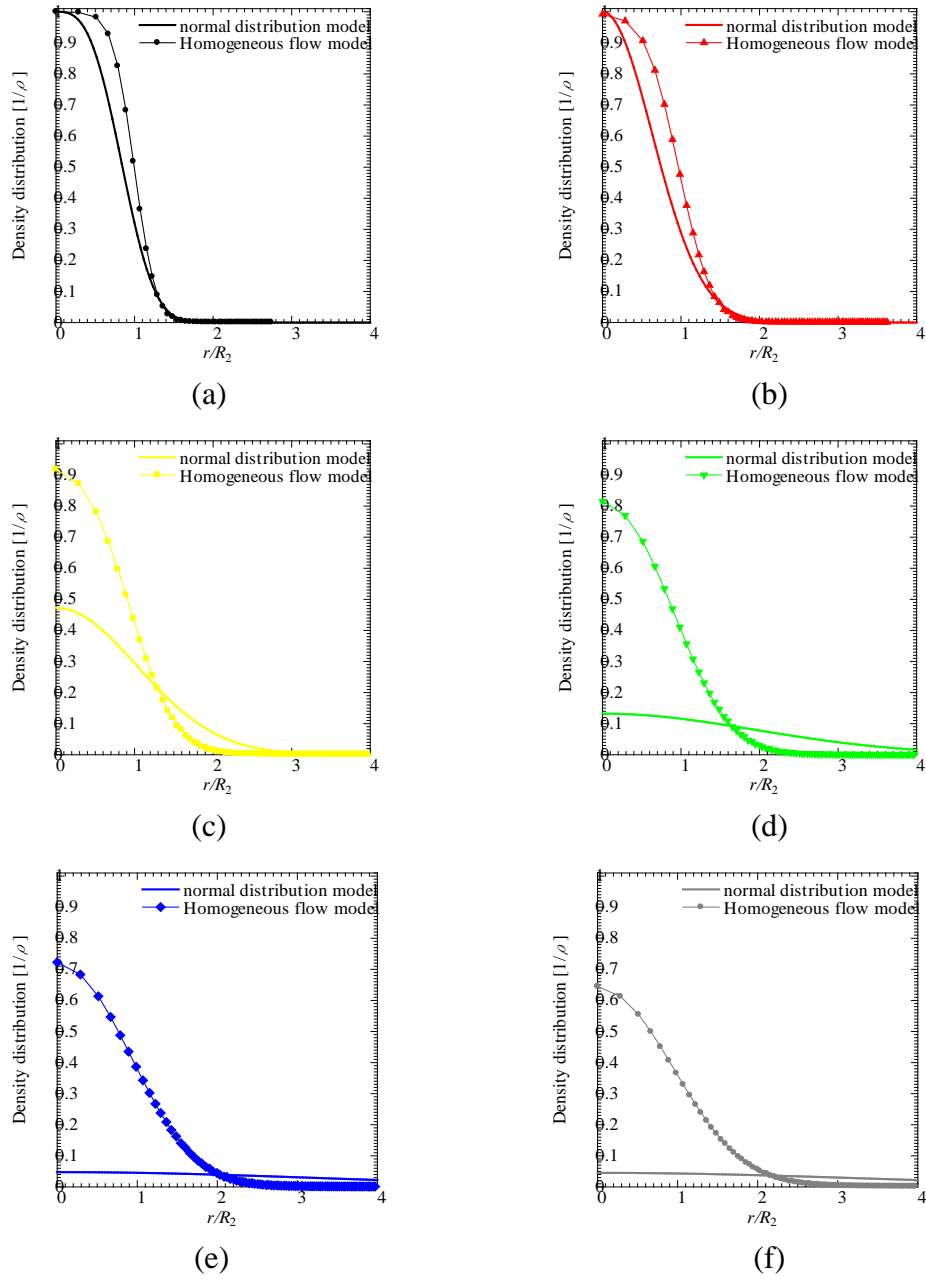 normal distribution model
Homogeneous flow model
Density distribution [1/ρ]
1
0.9
0.8
0.7
0.6
0.5
0.4
0.3
0.2
0.1
0
0 1 2 3 4
r/R2
(a)
normal distribution model
Homogeneous flow model
Density distribution [1/ρ]
1
0.9
0.8
0.7
0.6
0.5
0.4
0.3
0.2
0.1
0
0 1 2 3 4
r/R2
(b)
normal distribution model
Homogeneous flow model
Density distribution [1/ρ]
1
0.9
0.8
0.7
0.6
0.5
0.4
0.3
0.2
0.1
0
0 1 2 3 4
r/R2
(c)
normal distribution model
Homogeneous flow model
Density distribution [1/ρ]
1
0.9
0.8
0.7
0.6
0.5
0.4
0.3
0.2
0.1
0
0 1 2 3 4
r/R2
(d)
normal distribution model
Homogeneous flow model
Density distribution [1/ρ]
1
0.9
0.8
0.7
0.6
0.5
0.4
0.3
0.2
0.1
0
0 1 2 3 4
r/R2
(e)
normal distribution model
Homogeneous flow model
Density distribution [1/ρ]
1
0.9
0.8
0.7
0.6
0.5
0.4
0.3
0.2
0.1
0
0 1 2 3 4
r/R2
(f)